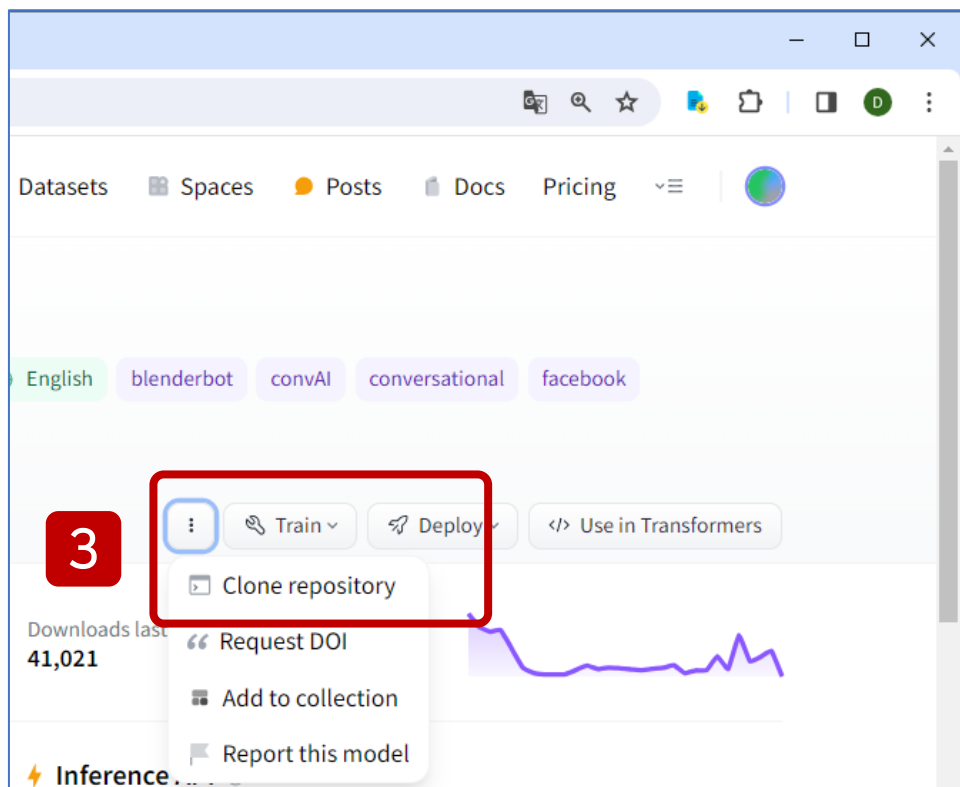 D
Datasets Spaces Posts Docs Pricing
English blenderbot convAI conversational facebook
3
Train Deploy </> Use in Transformers
Clone repository
Downloads last
Request DOI
41,021
Add to collection
Report this model
Inference